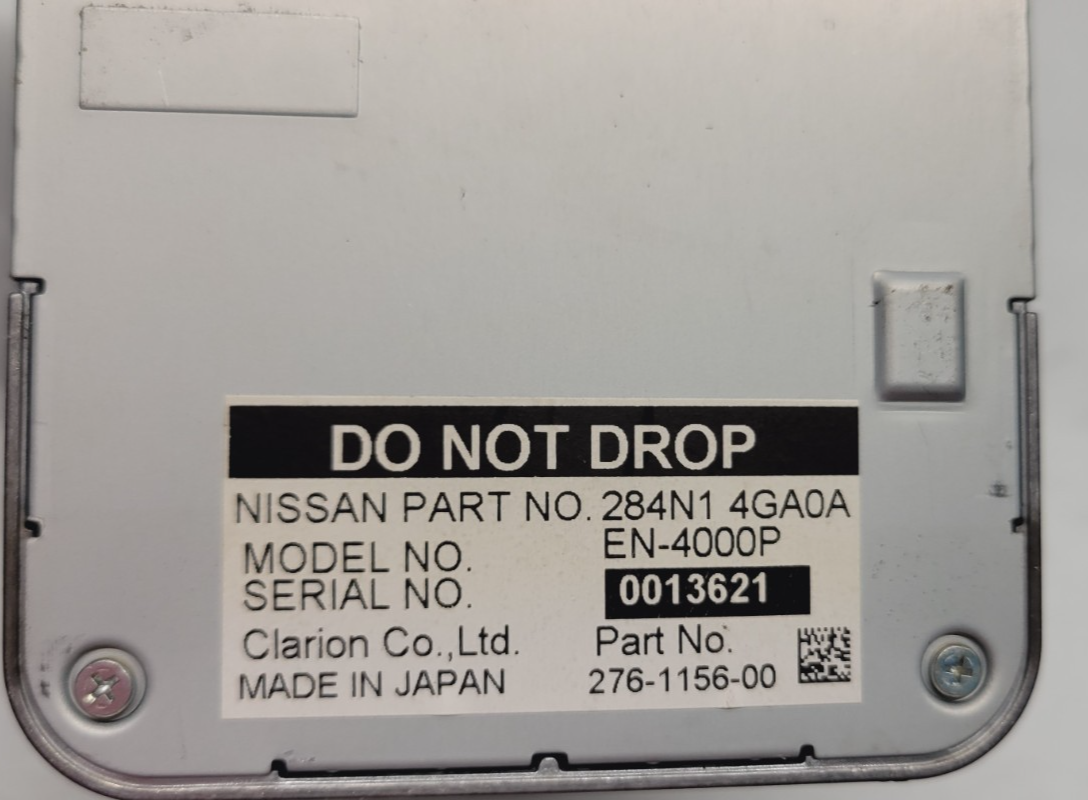 DO NOT DROP
NISSAN PART NO. 284N1 4GA0A
MODEL NO. EN-4000P
SERIAL NO. 0013621
Clarion Co.,Ltd. Part No.
MADE IN JAPAN 276-1156-00